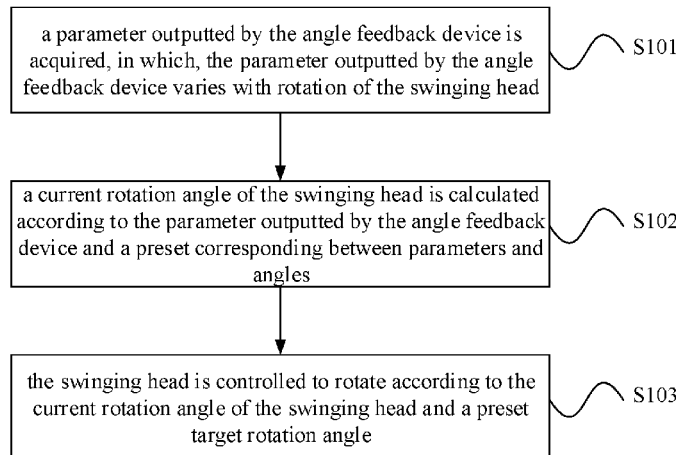 a parameter outputted by the angle feedback device is
acquired, in which, the parameter outputted by the angle
feedback device varies with rotation of the swinging head
S101
a current rotation angle of the swinging head is calculated
according to the parameter outputted by the angle feedback
device and a preset corresponding between parameters and
angles
S102
the swinging head is controlled to rotate according to the
current rotation angle of the swinging head and a preset
target rotation angle
S103